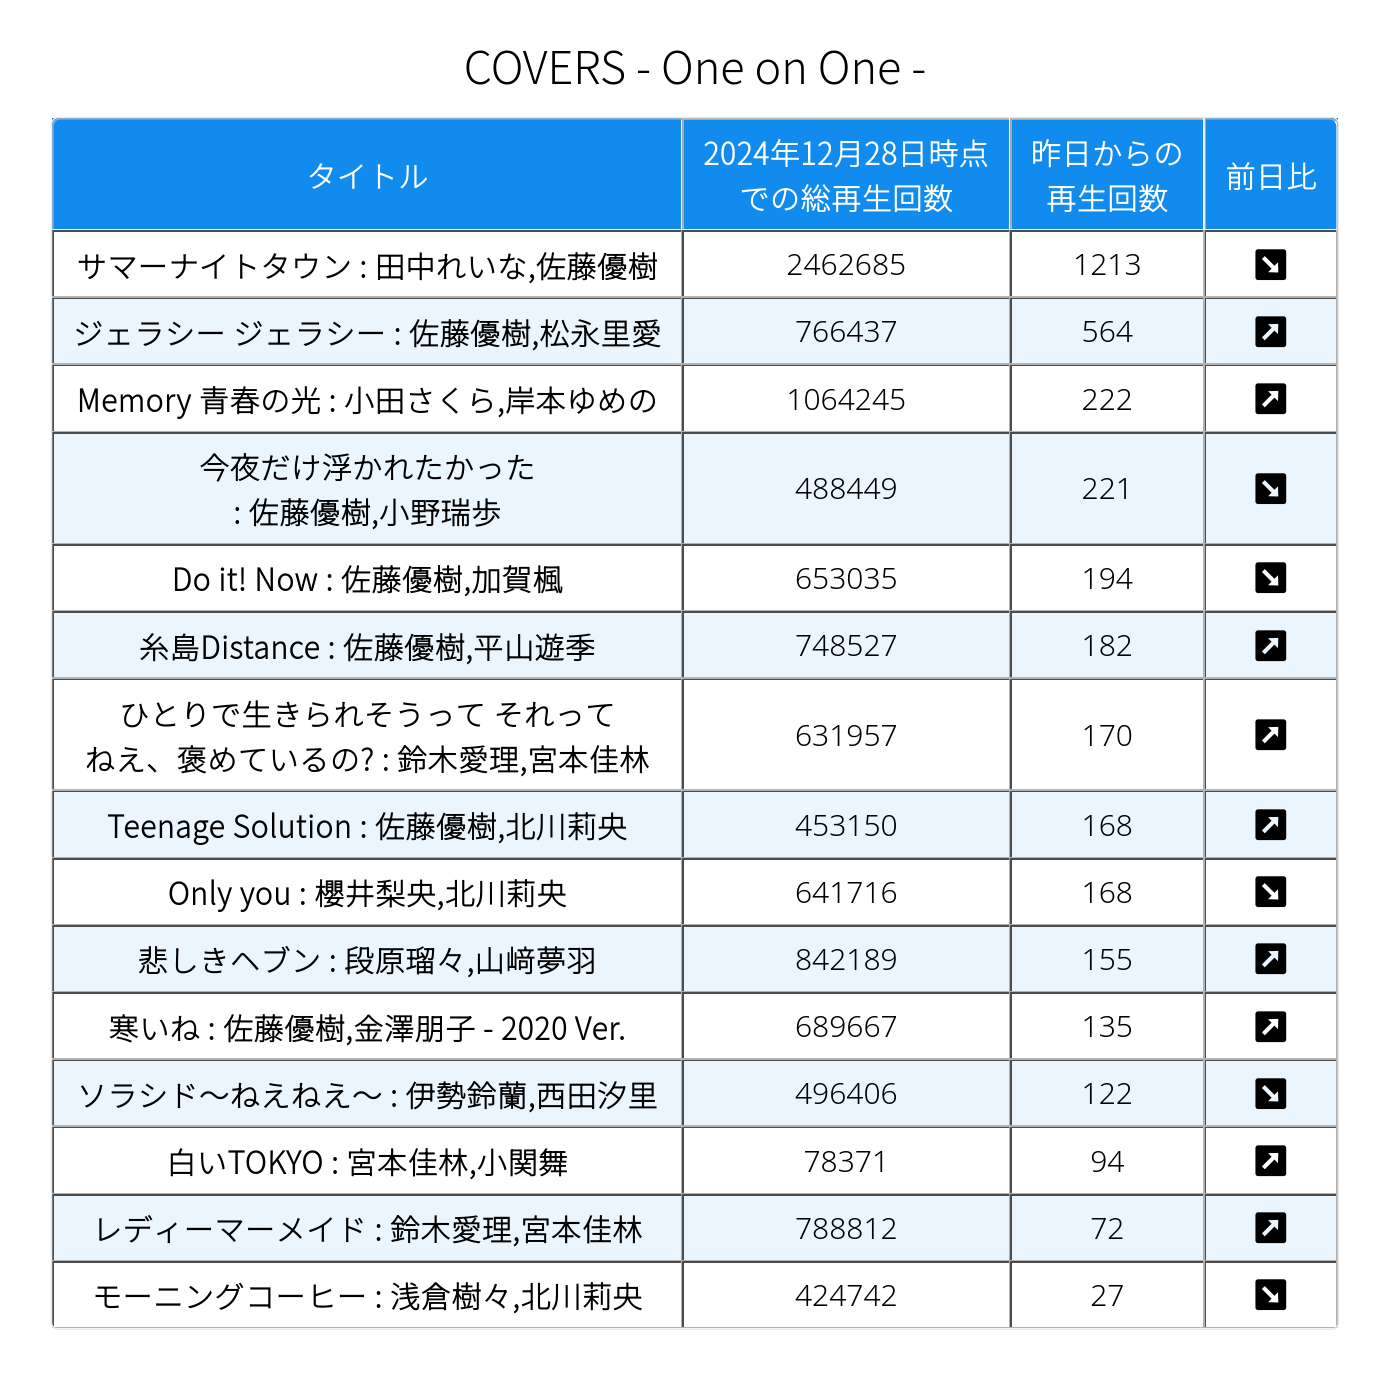 COVERS - One on One -
タイトル
2024年12月28日時点
での総再生回数
昨日からの
再生回数
前日比
サマーナイトタウン : 田中れいな,佐藤優樹 2462685 1213
ジェラシー ジェラシー : 佐藤優樹,松永里愛 766437 564
Memory 青春の光 : 小田さくら,岸本ゆめの 1064245 222
今夜だけ浮かれたかった
: 佐藤優樹,小野瑞歩 488449 221
Do it! Now : 佐藤優樹,加賀楓 653035 194
糸島Distance : 佐藤優樹,平山遊季 748527 182
ひとりで生きられそうって それって
ねえ、褒めているの? : 鈴木愛理,宮本佳林 631957 170
Teenage Solution : 佐藤優樹,北川莉央 453150 168
Only you : 櫻井梨央,北川莉央 641716 168
悲しきヘブン : 段原瑠々,山﨑夢羽 842189 155
寒いね : 佐藤優樹,金澤朋子 - 2020 Ver. 689667 135
ソラシド〜ねえねえ〜 : 伊勢鈴蘭,西田汐里 496406 122
白いTOKYO : 宮本佳林,小関舞 78371 94
レディーマーメイド : 鈴木愛理,宮本佳林 788812 72
モーニングコーヒー : 浅倉樹々,北川莉央 424742 27